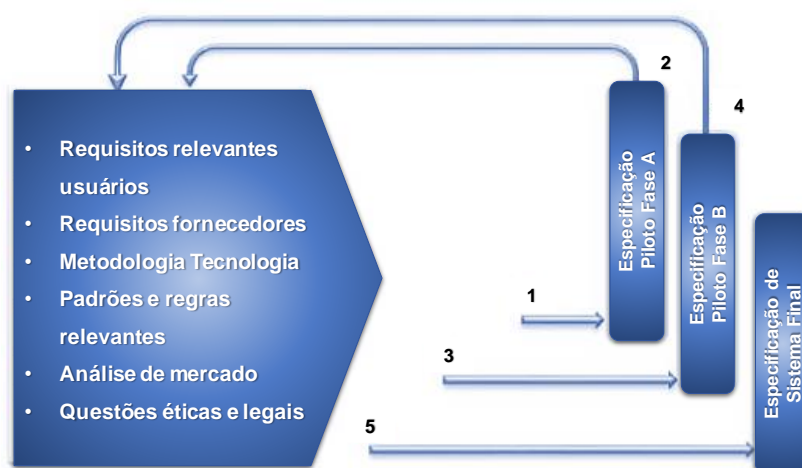 • Requisitos relevantes
usuários
• Requisitos fornecedores
• Metodologia Tecnologia
• Padrões e regras
relevantes
• Análise de mercado
• Questões éticas e legais
1
2
3
4
5
Especificação
Piloto Fase A
Especificação
Piloto Fase B
Especificação de
Sistema Final